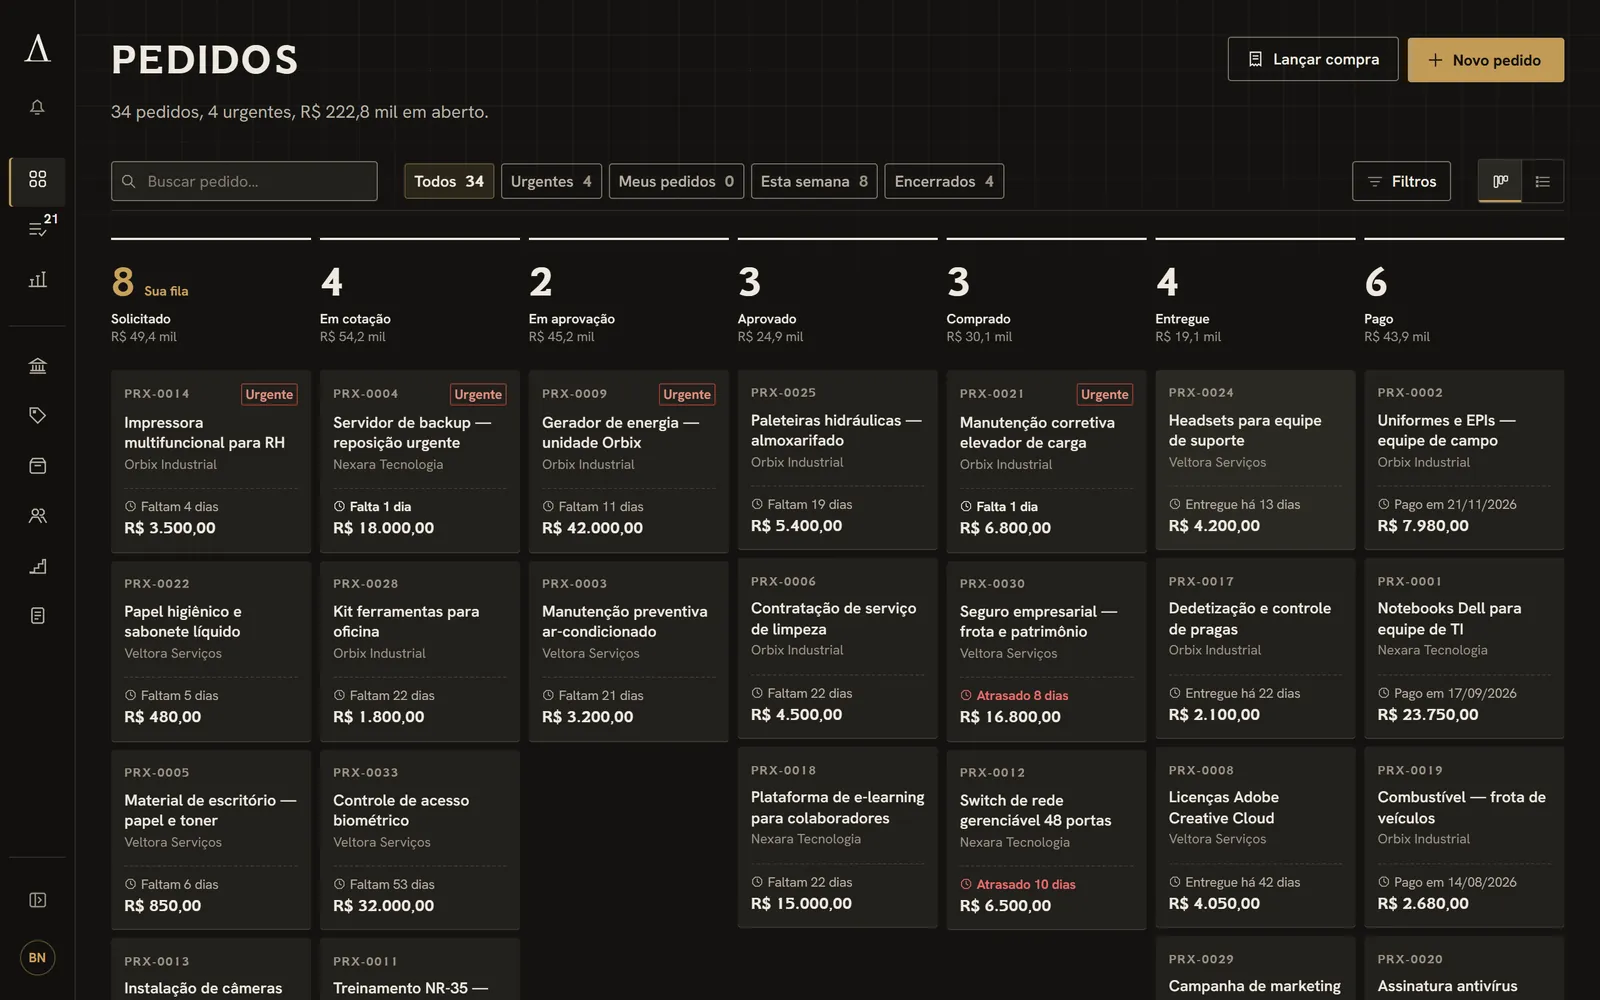 PEDIDOS
34 pedidos, 4 urgentes, R$ 222,8 mil em aberto.
Lançar compra
Novo pedido
21
Buscar pedido...
Todos 34
Urgentes 4
Meus pedidos 0
Esta semana 8
Encerrados 4
Filtros
8 Sua fila
Solicitado
R$ 49,4 mil
PRX-0014 Urgente
Impressora
multifuncional para RH
Orbix Industrial
Faltam 4 dias
R$ 3.500,00
PRX-0022
Papel higiênico e
sabonete líquido
Veltora Serviços
Faltam 5 dias
R$ 480,00
PRX-0005
Material de escritório —
papel e toner
Veltora Serviços
Faltam 6 dias
R$ 850,00
PRX-0013
Instalação de câmeras
4
Em cotação
R$ 54,2 mil
PRX-0004 Urgente
Servidor de backup —
reposição urgente
Nexara Tecnologia
Falta 1 dia
R$ 18.000,00
PRX-0028
Kit ferramentas para
oficina
Orbix Industrial
Faltam 22 dias
R$ 1.800,00
PRX-0033
Controle de acesso
biométrico
Veltora Serviços
Faltam 53 dias
R$ 32.000,00
PRX-0011
Treinamento NR-35 —
2
Em aprovação
R$ 45,2 mil
PRX-0009 Urgente
Gerador de energia —
unidade Orbix
Orbix Industrial
Faltam 11 dias
R$ 42.000,00
PRX-0003
Manutenção preventiva
ar-condicionado
Veltora Serviços
Faltam 21 dias
R$ 3.200,00
3
Aprovado
R$ 24,9 mil
PRX-0025
Paleteiras hidráulicas —
almoxarifado
Orbix Industrial
Faltam 19 dias
R$ 5.400,00
PRX-0006
Contratação de serviço
de limpeza
Orbix Industrial
Faltam 22 dias
R$ 4.500,00
PRX-0018
Plataforma de e-learning
para colaboradores
Nexara Tecnologia
Faltam 22 dias
R$ 15.000,00
3
Comprado
R$ 30,1 mil
PRX-0021 Urgente
Manutenção corretiva
elevador de carga
Orbix Industrial
Falta 1 dia
R$ 6.800,00
PRX-0030
Seguro empresarial —
frota e patrimônio
Veltora Serviços
Atrasado 8 dias
R$ 16.800,00
PRX-0012
Switch de rede
gerenciável 48 portas
Nexara Tecnologia
Atrasado 10 dias
R$ 6.500,00
4
Entregue
R$ 19,1 mil
PRX-0024
Headsets para equipe
de suporte
Veltora Serviços
Entregue há 13 dias
R$ 4.200,00
PRX-0017
Dedetização e controle
de pragas
Orbix Industrial
Entregue há 22 dias
R$ 2.100,00
PRX-0008
Licenças Adobe
Creative Cloud
Veltora Serviços
Entregue há 42 dias
R$ 4.050,00
PRX-0029
Campanha de marketing
6
Pago
R$ 43,9 mil
PRX-0002
Uniformes e EPIs —
equipe de campo
Orbix Industrial
Pago em 21/11/2026
R$ 7.980,00
PRX-0001
Notebooks Dell para
equipe de TI
Nexara Tecnologia
Pago em 17/09/2026
R$ 23.750,00
PRX-0019
Combustível — frota de
veículos
Orbix Industrial
Pago em 14/08/2026
R$ 2.680,00
PRX-0020
Assinatura antivírus
BN